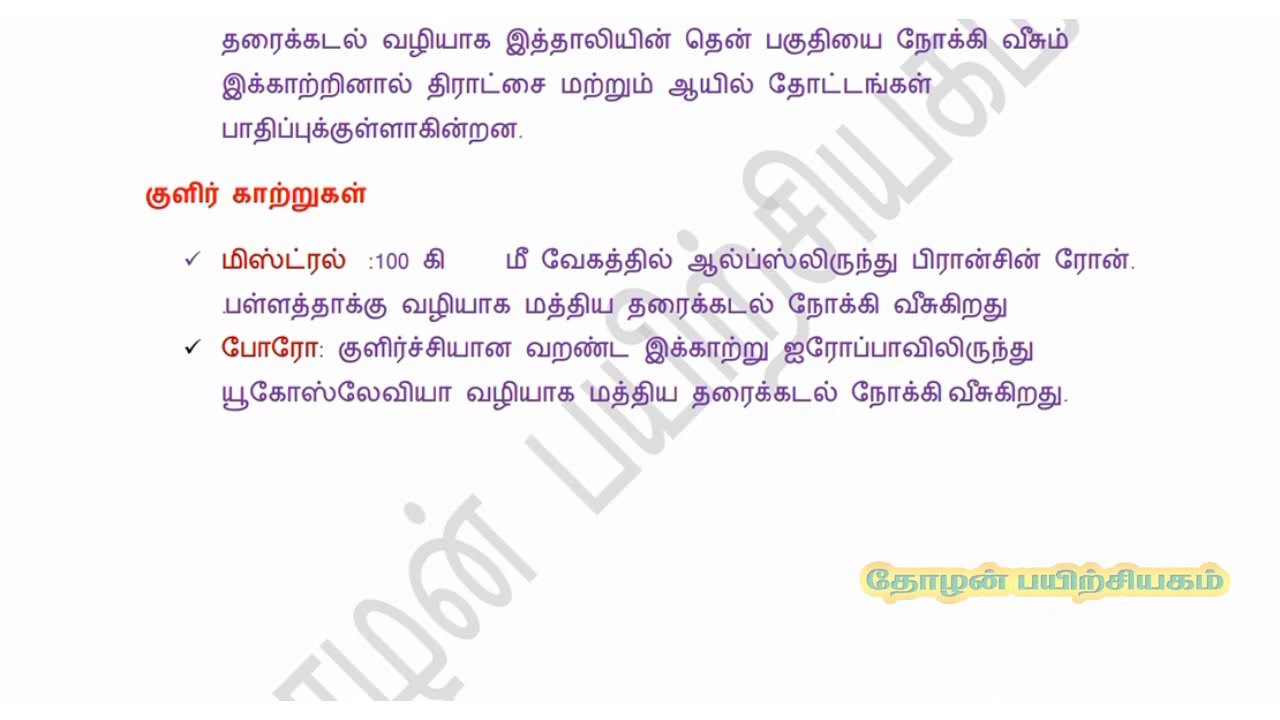 தரைக்கடல் வழியாக இத்தாலியின் தென் பகுதியை நோக்கி வீசும்
இக்காற்றினால் திராட்சை மற்றும் ஆயில் தோட்டங்கள்
பாதிப்புக்குள்ளாகின்றன.
குளிர் காற்றுகள்
✓ மிஸ்ட்ரல் :100 கி மீ வேகத்தில் ஆல்ப்ஸ்லிருந்து பிரான்சின் ரோன்.
.பள்ளத்தாக்கு வழியாக மத்திய தரைக்கடல் நோக்கி வீசுகிறது
✓ போரோ: குளிர்ச்சியான வறண்ட இக்காற்று ஐரோப்பாவிலிருந்து
யூகோஸ்லேவியா வழியாக மத்திய தரைக்கடல் நோக்கி வீசுகிறது.
தோழன் பயிற்சியகம்